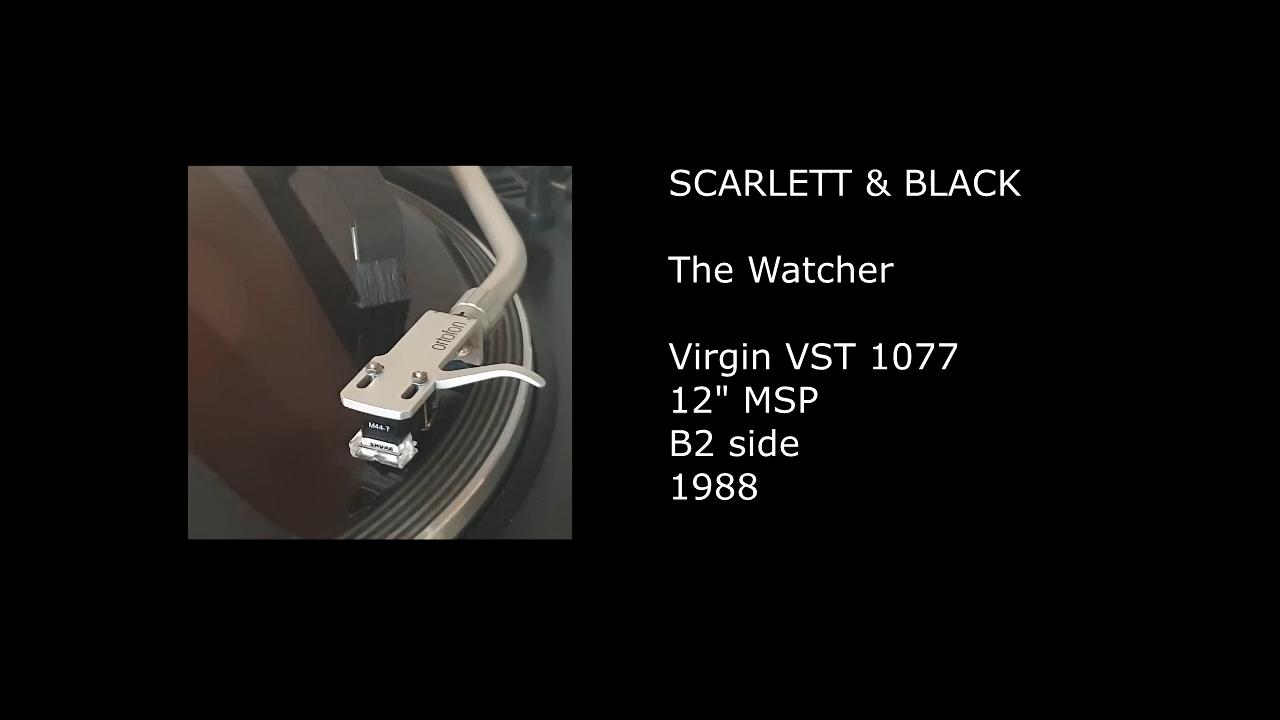 SCARLETT & BLACK
The Watcher
Virgin VST 1077
12" MSP
B2 side
1988
ortofon
M44-7
SHURE